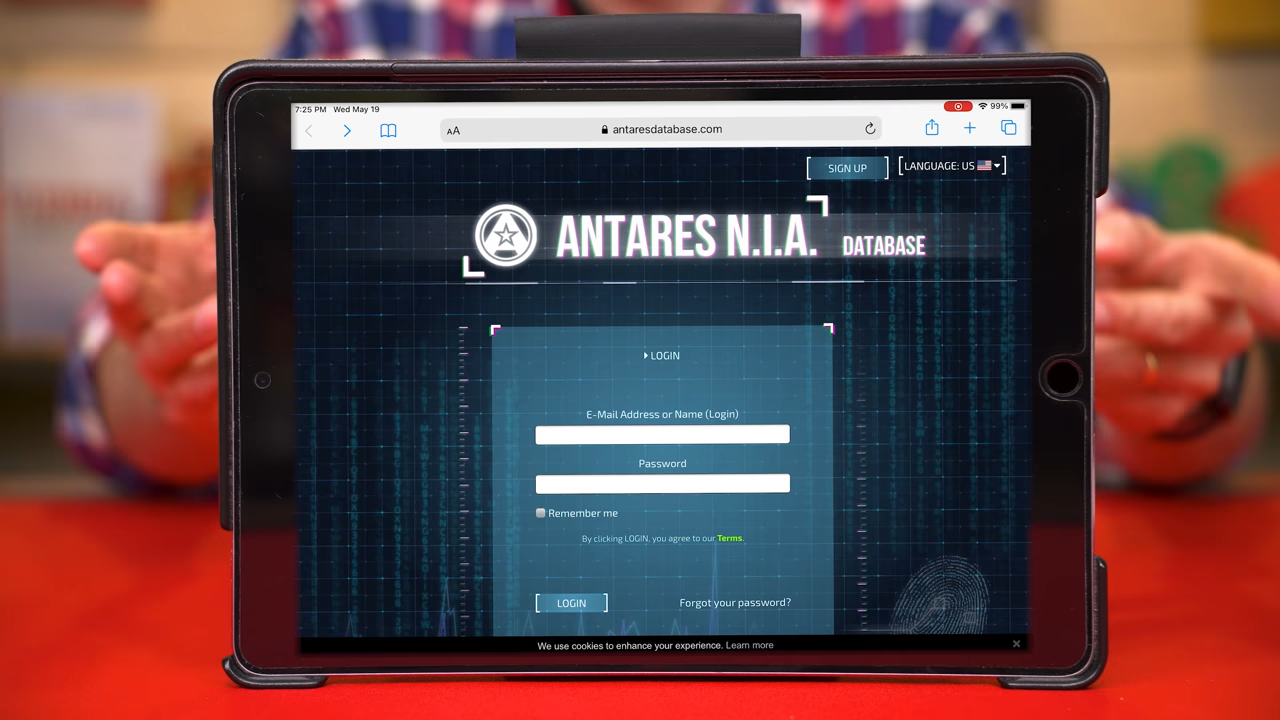 7:25 PM Wed May 19
99%
AA
antaresdatabase.com
SIGN UP
LANGUAGE: US
ANTARES N.I.A. DATABASE
LOGIN
E-Mail Address or Name (Login)
Password
Remember me
By clicking LOGIN, you agree to our Terms.
LOGIN
Forgot your password?
We use cookies to enhance your experience. Learn more